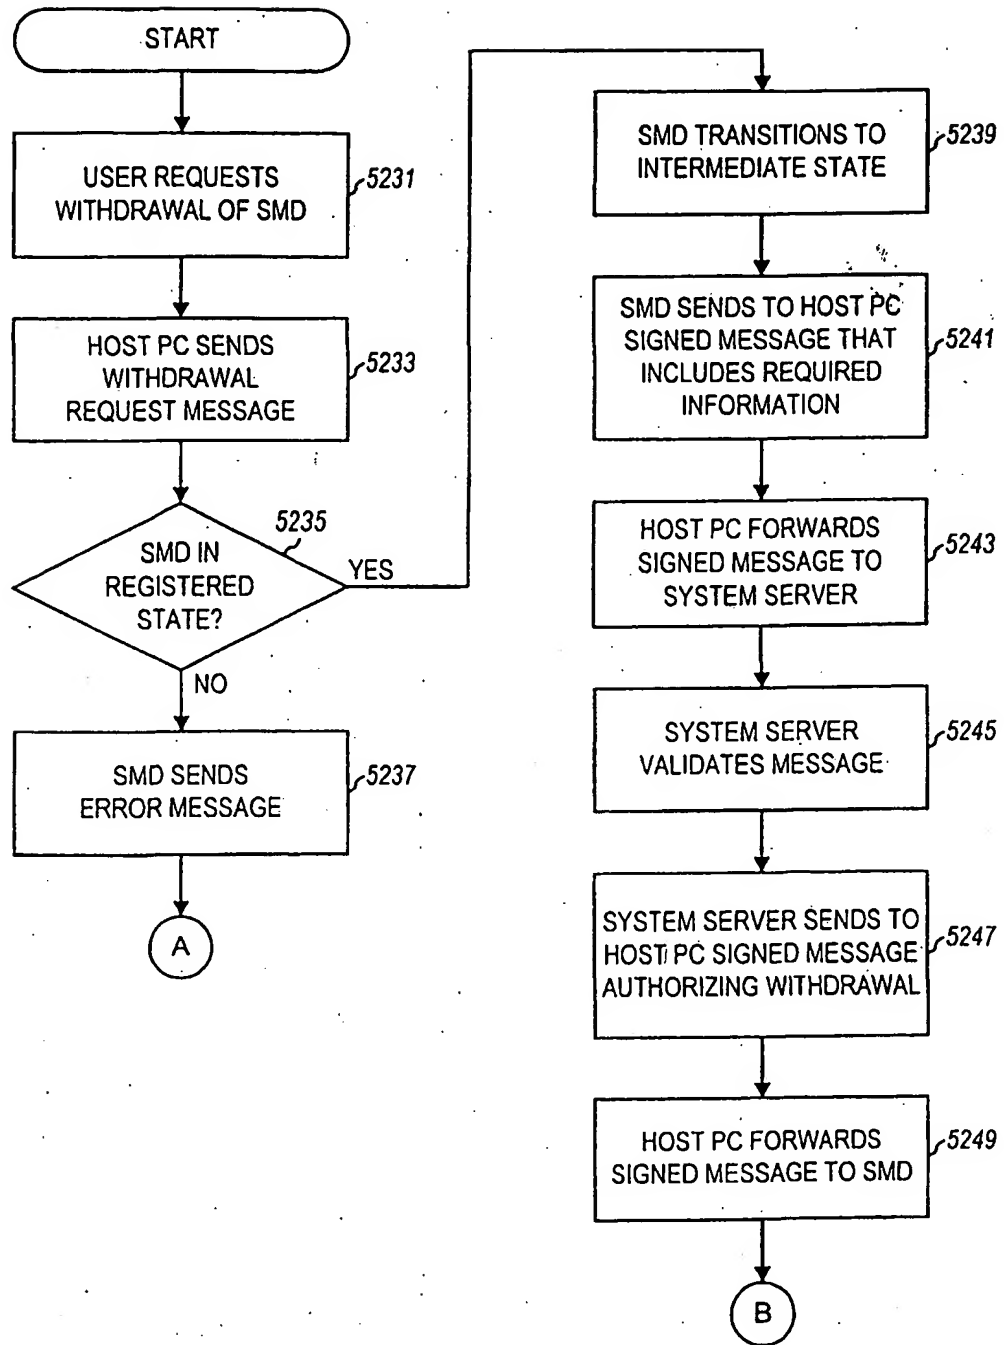 START
USER REQUESTS
WITHDRAWAL OF SMD
5231
HOST PC SENDS
WITHDRAWAL
REQUEST MESSAGE
5233
SMD IN
REGISTERED
STATE?
5235
YES
NO
SMD SENDS
ERROR MESSAGE
5237
A
SMD TRANSITIONS TO
INTERMEDIATE STATE
5239
SMD SENDS TO HOST PC
SIGNED MESSAGE THAT
INCLUDES REQUIRED
INFORMATION
5241
HOST PC FORWARDS
SIGNED MESSAGE TO
SYSTEM SERVER
5243
SYSTEM SERVER
VALIDATES MESSAGE
5245
SYSTEM SERVER SENDS TO
HOST PC SIGNED MESSAGE
AUTHORIZING WITHDRAWAL
5247
HOST PC FORWARDS
SIGNED MESSAGE TO SMD
5249
B